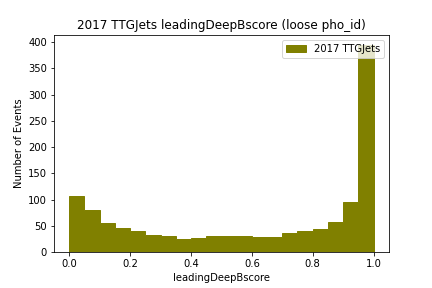 2017 TTGJets leadingDeepBscore (loose pho_id)
2017 TTGJets
400
350
300
250
200
150
100
50
0
Number of Events
0.0 0.2 0.4 0.6 0.8 1.0
leadingDeepBscore